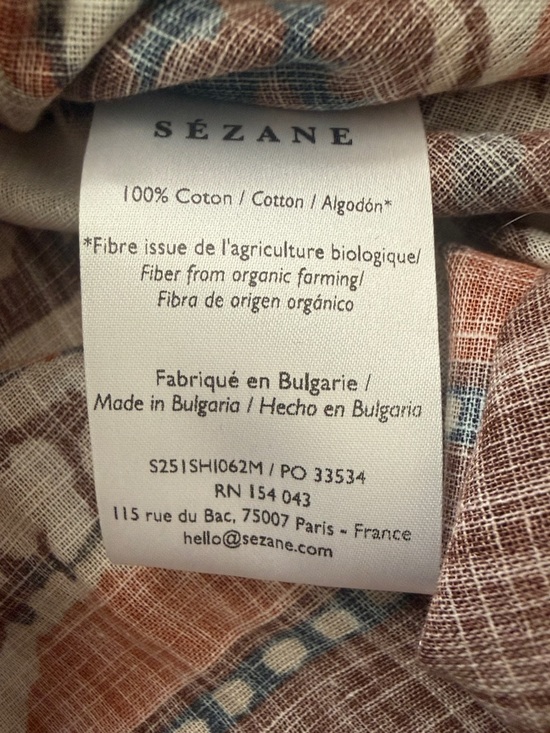 SÉZANE
100% Coton / Cotton / Algodón*
*Fibre issue de l'agriculture biologique/
Fiber from organic farming/
Fibra de origen orgánico
Fabriqué en Bulgarie /
Made in Bulgaria / Hecho en Bulgaria
S251SHI062M / PO 33534
RN 154 043
115 rue du Bac, 75007 Paris - France
hello@sezane.com